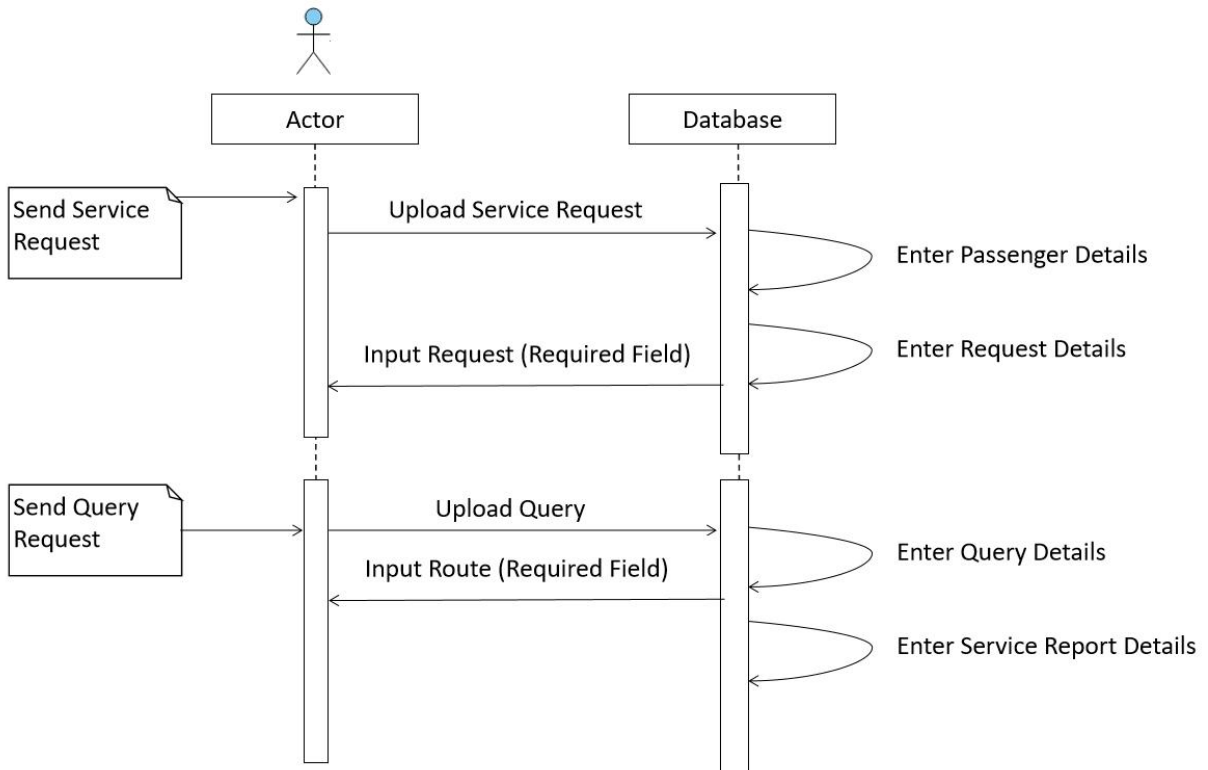 Actor
Database
Send Service
Request
Upload Service Request
Enter Passenger Details
Enter Request Details
Input Request (Required Field)
Send Query
Request
Upload Query
Enter Query Details
Input Route (Required Field)
Enter Service Report Details